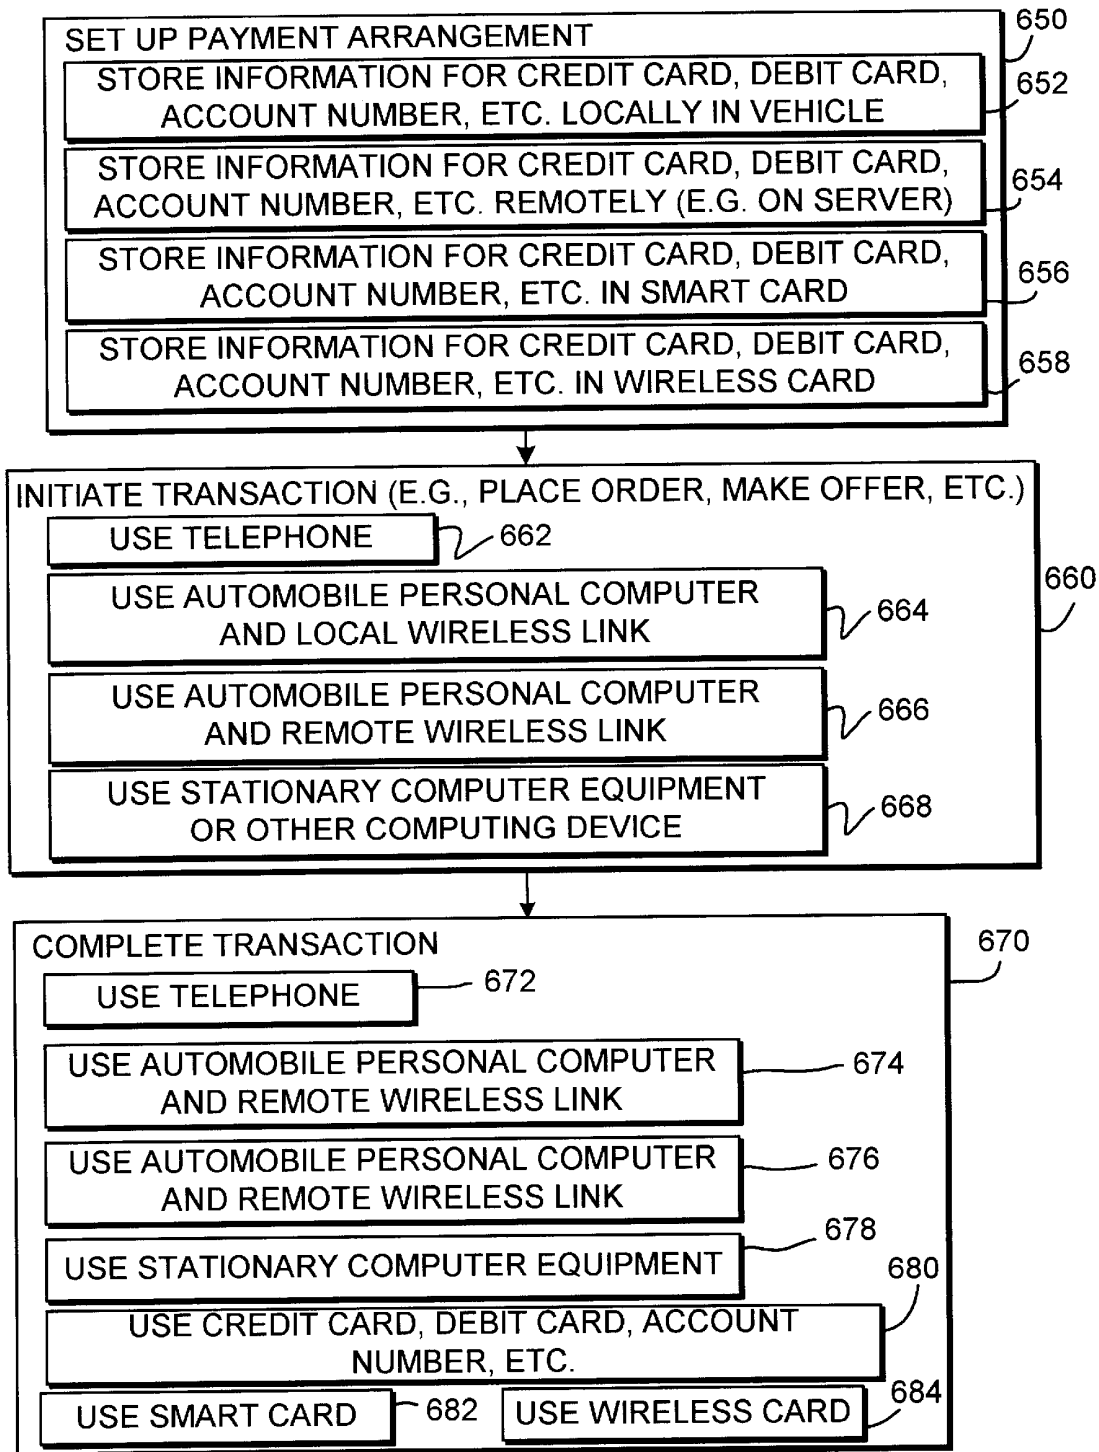 SET UP PAYMENT ARRANGEMENT
650
STORE INFORMATION FOR CREDIT CARD, DEBIT CARD,
ACCOUNT NUMBER, ETC. LOCALLY IN VEHICLE
652
STORE INFORMATION FOR CREDIT CARD, DEBIT CARD,
ACCOUNT NUMBER, ETC. REMOTELY (E.G. ON SERVER)
654
STORE INFORMATION FOR CREDIT CARD, DEBIT CARD,
ACCOUNT NUMBER, ETC. IN SMART CARD
656
STORE INFORMATION FOR CREDIT CARD, DEBIT CARD,
ACCOUNT NUMBER, ETC. IN WIRELESS CARD
658
INITIATE TRANSACTION (E.G., PLACE ORDER, MAKE OFFER, ETC.)
USE TELEPHONE
662
660
USE AUTOMOBILE PERSONAL COMPUTER
AND LOCAL WIRELESS LINK
664
USE AUTOMOBILE PERSONAL COMPUTER
AND REMOTE WIRELESS LINK
666
USE STATIONARY COMPUTER EQUIPMENT
OR OTHER COMPUTING DEVICE
668
COMPLETE TRANSACTION
670
USE TELEPHONE
672
USE AUTOMOBILE PERSONAL COMPUTER
AND REMOTE WIRELESS LINK
674
USE AUTOMOBILE PERSONAL COMPUTER
AND REMOTE WIRELESS LINK
676
USE STATIONARY COMPUTER EQUIPMENT
678
USE CREDIT CARD, DEBIT CARD, ACCOUNT
NUMBER, ETC.
680
USE SMART CARD
682
USE WIRELESS CARD
684